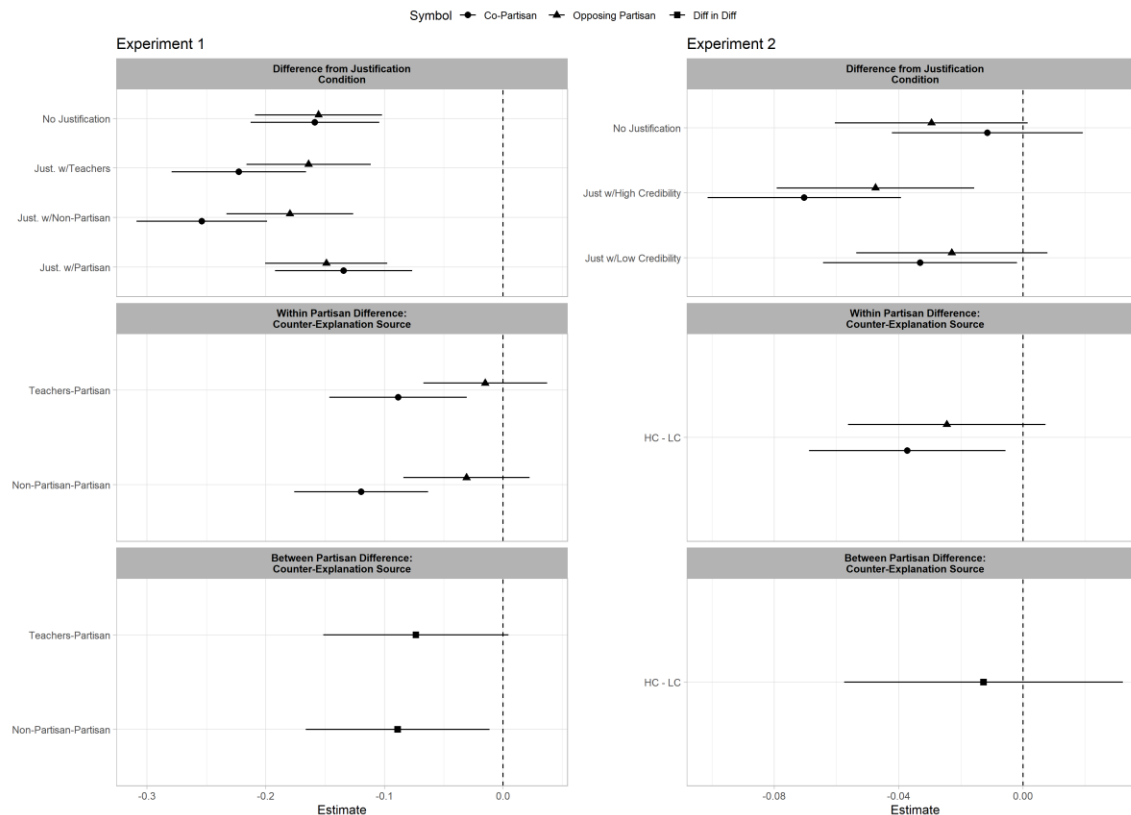 Symbol Co-Partisan Opposing Partisan Diff in Diff
Experiment 1
Difference from Justification
Condition
No Justification
Just. w/Teachers
Just. w/Non-Partisan
Just. w/Partisan
Within Partisan Difference:
Counter-Explanation Source
Teachers-Partisan
Non-Partisan-Partisan
Between Partisan Difference:
Counter-Explanation Source
Teachers-Partisan
Non-Partisan-Partisan
-0.3 -0.2 -0.1 0.0
Estimate
Experiment 2
Difference from Justification
Condition
No Justification
Just w/High Credibility
Just w/Low Credibility
Within Partisan Difference:
Counter-Explanation Source
HC - LC
Between Partisan Difference:
Counter-Explanation Source
HC - LC
-0.08 -0.04 0.00
Estimate